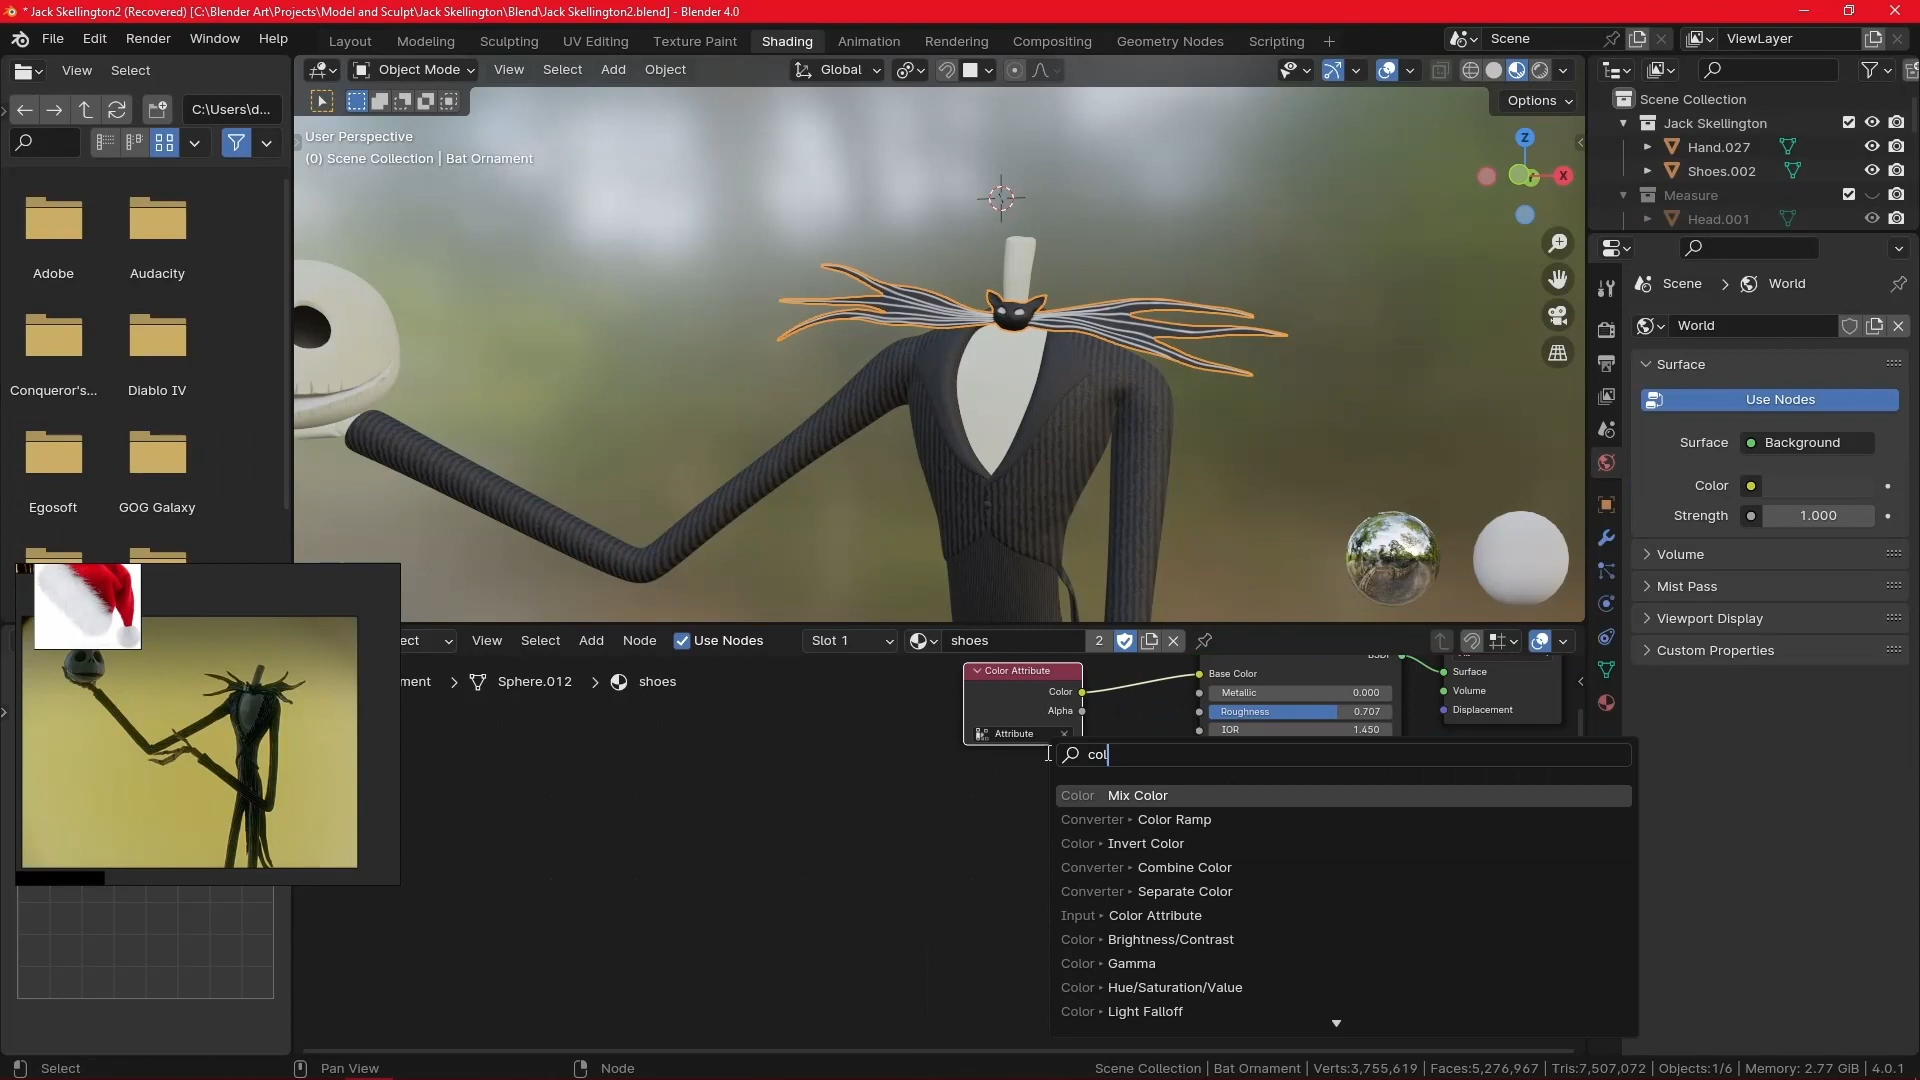 * Jack Skellington2 (Recovered) [C:\Blender Art\Projects\Model and Sculpt\Jack Skellington\Blend\Jack Skellington2.blend] - Blender 4.0
File Edit Render Window Help
Layout Modeling Sculpting UV Editing Texture Paint Shading Animation Rendering Compositing Geometry Nodes Scripting +
Scene
ViewLayer
View Select
Object Mode View Select Add Object
Global
C:\Users\d...
Options
User Perspective
(0) Scene Collection | Bat Ornament
Z
X
Scene Collection
Jack Skellington
Hand.027
Shoes.002
Measure
Head.001
Adobe Audacity
Conqueror's... Diablo IV
Egosoft GOG Galaxy
Scene > World
World
Surface
Use Nodes
Surface Background
Color
Strength 1.000
Volume
Mist Pass
Viewport Display
Custom Properties
ect View Select Add Node Use Nodes Slot 1 shoes 2
ment > Sphere.012 > shoes
Color Attribute
Color
Alpha
Attribute
BSDF
Base Color
Metallic 0.000
Roughness 0.707
IOR 1.450
Surface
Volume
Displacement
col
Color Mix Color
Converter ▸ Color Ramp
Color ▸ Invert Color
Converter ▸ Combine Color
Converter ▸ Separate Color
Input ▸ Color Attribute
Color ▸ Brightness/Contrast
Color ▸ Gamma
Color ▸ Hue/Saturation/Value
Color ▸ Light Falloff
Select Pan View Node
Scene Collection | Bat Ornament | Verts:3,755,619 | Faces:5,276,967 | Tris:7,507,072 | Objects:1/6 | Memory: 2.77 GiB | 4.0.1